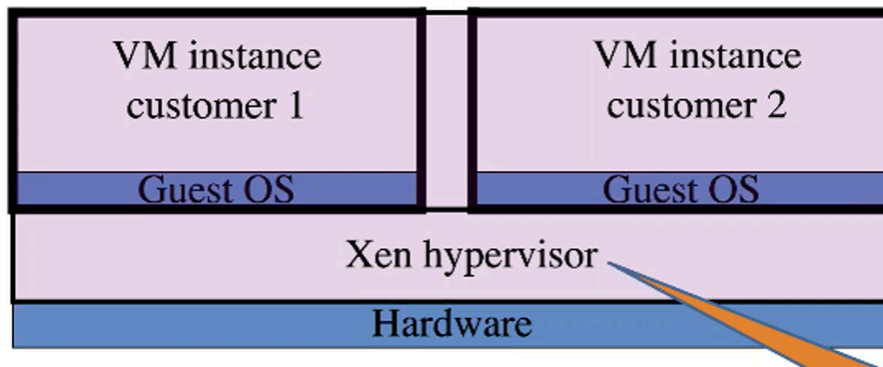 VM instance
customer 1
VM instance
customer 2
Guest OS
Guest OS
Xen hypervisor
Hardware